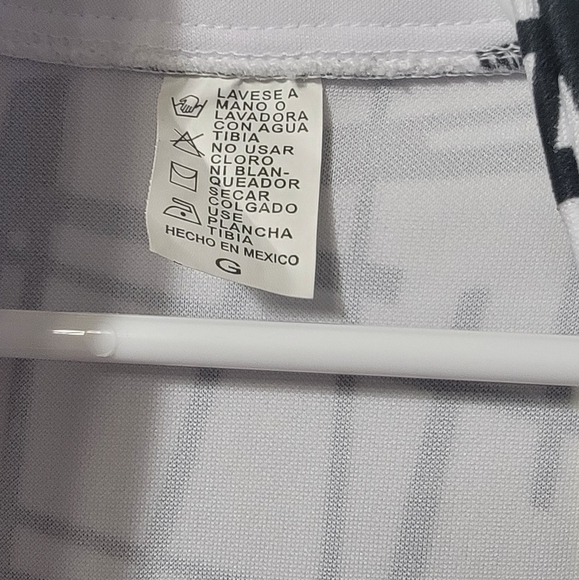 LAVESE A
MANO O
LAVADORA
CON AGUA
TIBIA
NO USAR
CLORO
NI BLAN-
QUEADOR
SECAR
COLGADO
USE
PLANCHA
TIBIA
HECHO EN MEXICO
G